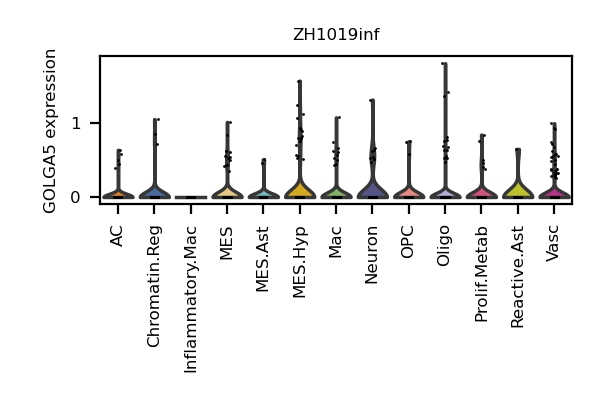 ZH1019inf
GOLGA5 expression
1
0
AC
Chromatin.Reg
Inflammatory.Mac
MES
MES.Ast
MES.Hyp
Mac
Neuron
OPC
Oligo
Prolif.Metab
Reactive.Ast
Vasc